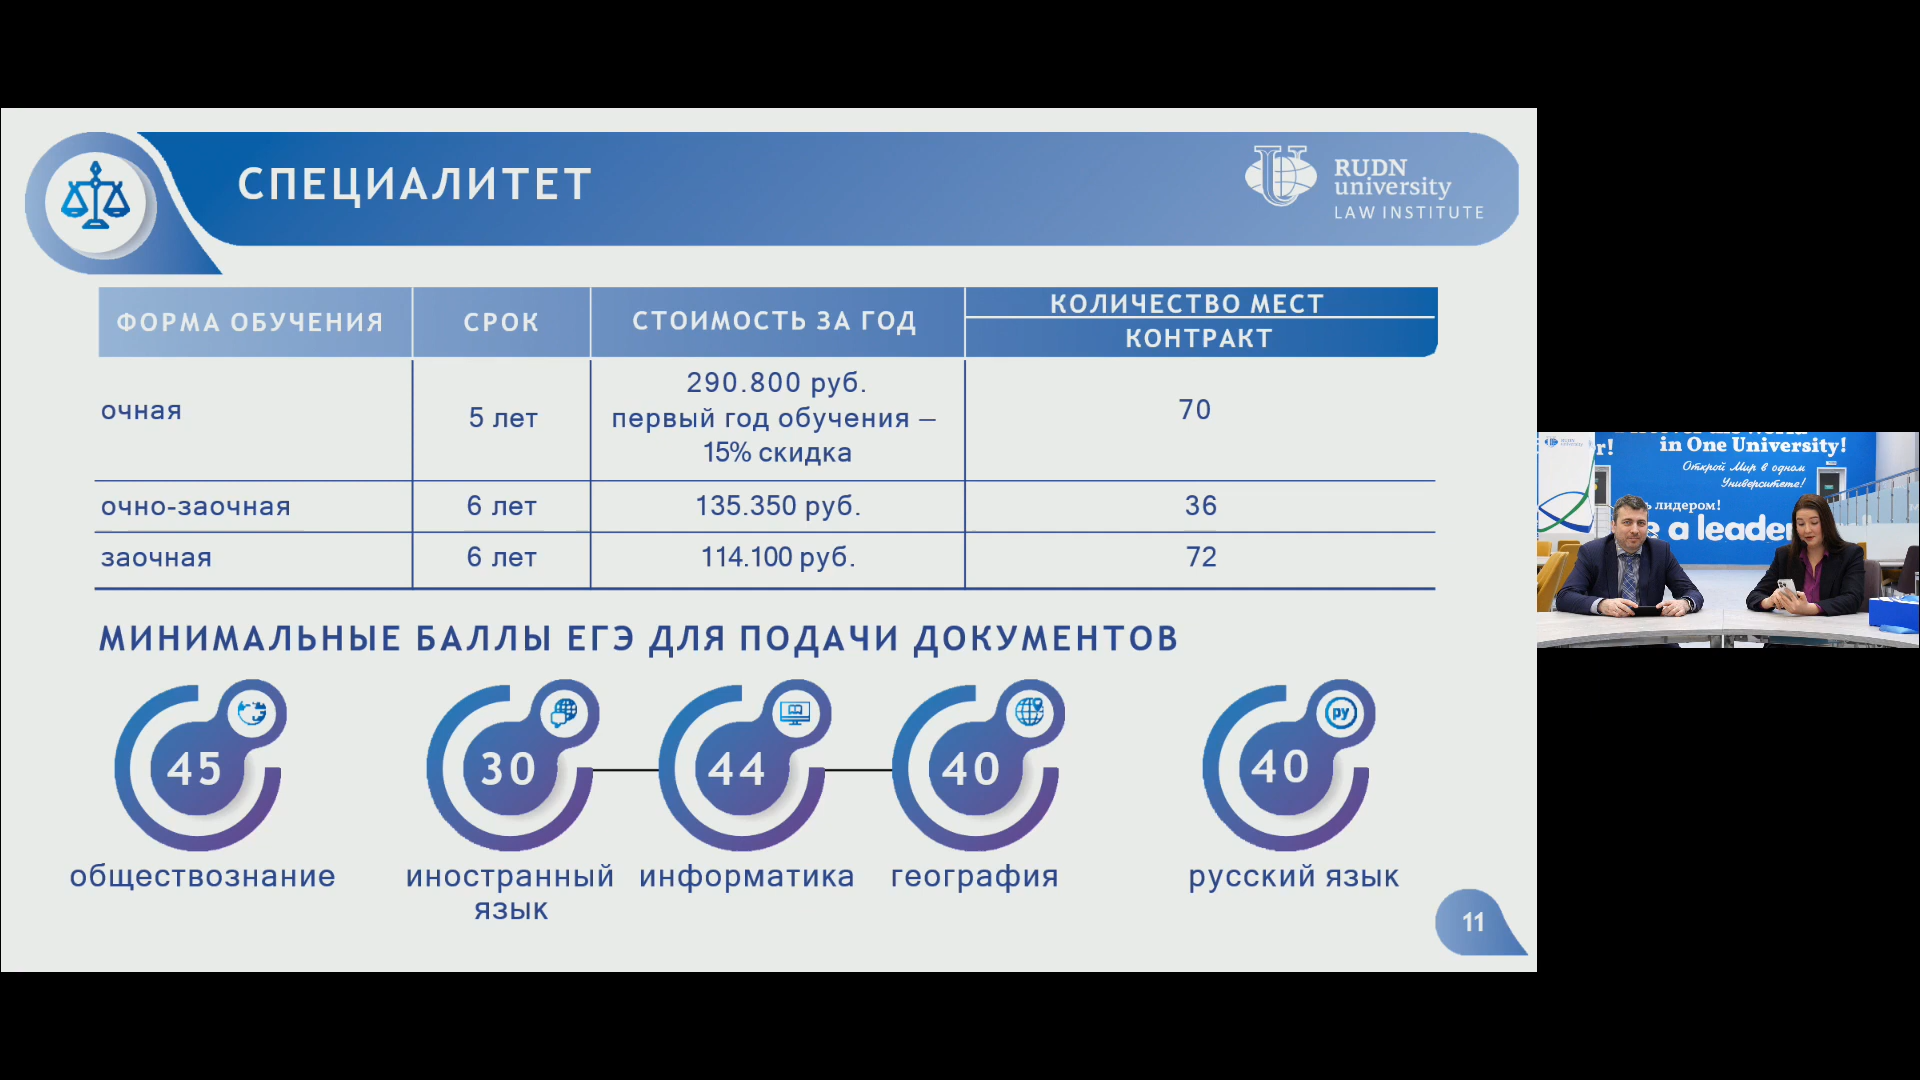 СПЕЦИАЛИТЕТ
RUDN
university
LAW INSTITUTE
ФОРМА ОБУЧЕНИЯ
СРОК
СТОИМОСТЬ ЗА ГОД
КОЛИЧЕСТВО МЕСТ
КОНТРАКТ
очная
5 лет
290.800 руб.
первый год обучения —
15% скидка
70
очно-заочная
6 лет
135.350 руб.
36
заочная
6 лет
114.100 руб.
72
МИНИМАЛЬНЫЕ БАЛЛЫ ЕГЭ ДЛЯ ПОДАЧИ ДОКУМЕНТОВ
45
30
44
40
ру
40
обществознание
иностранный
язык
информатика
география
русский язык
11
in One University!
Открой Мир в одном
Университете!
лидером!
a leader